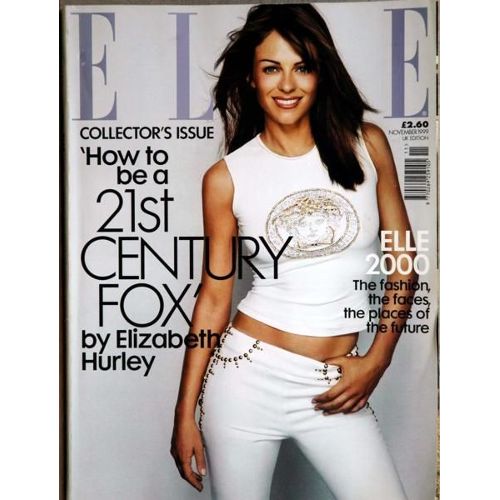 ELLE
£2.60
NOVEMBER 1999
UK EDITION
COLLECTOR'S ISSUE
'How to
be a
21st
CENTURY
FOX'
by Elizabeth
Hurley
ELLE
2000
The fashion,
the faces,
the places of
the future